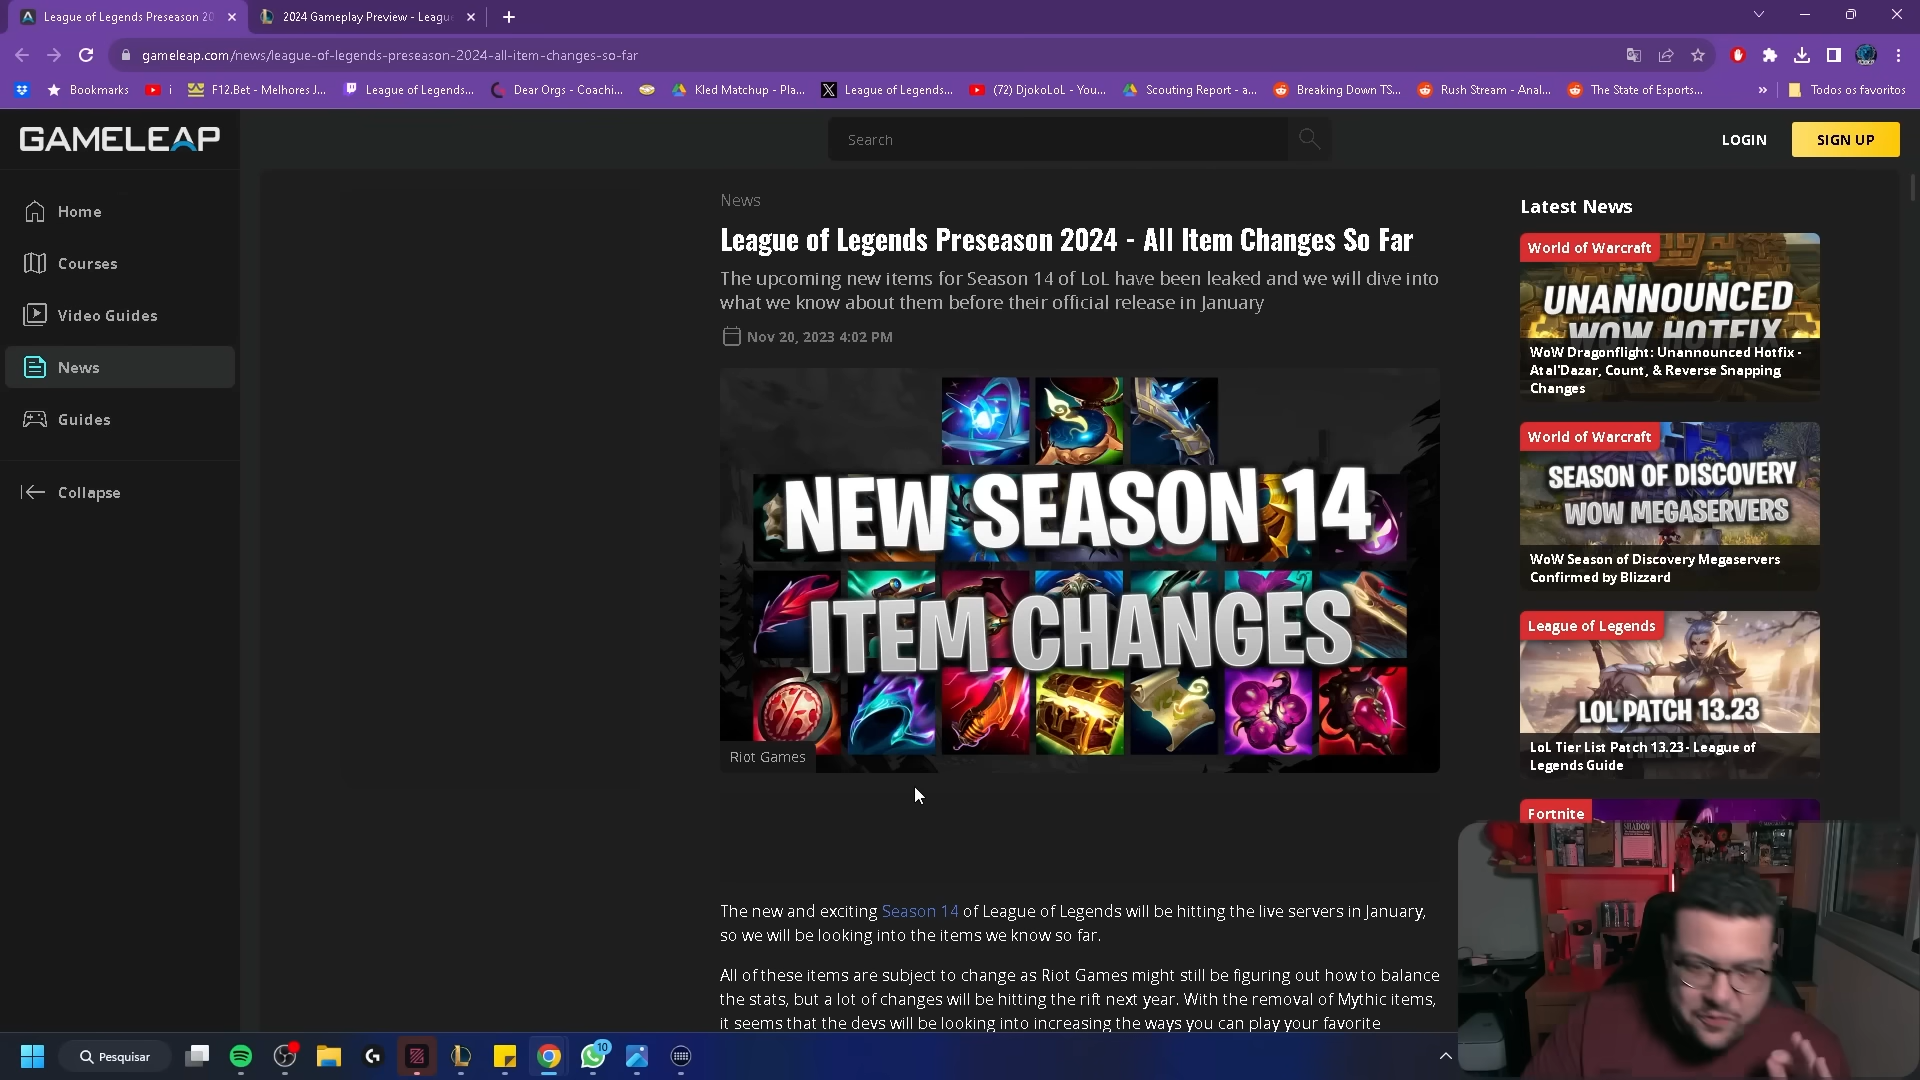 League of Legends Preseason 20
2024 Gameplay Preview - Leagu
gameleap.com/news/league-of-legends-preseason-2024-all-item-changes-so-far
Bookmarks
i
F12.Bet - Melhores J...
League of Legends...
Dear Orgs - Coachi...
Kled Matchup - Pla...
League of Legends...
(72) DjokoLoL - You...
Scouting Report - a...
Breaking Down TS...
Rush Stream - Anal...
The State of Esports...
»
Todos os favoritos
GAMELEAP
Search
LOGIN
SIGN UP
Home
Courses
Video Guides
News
Guides
Collapse
News
League of Legends Preseason 2024 - All Item Changes So Far
The upcoming new items for Season 14 of LoL have been leaked and we will dive into
what we know about them before their official release in January
Nov 20, 2023 4:02 PM
NEW SEASON 14
ITEM CHANGES
Riot Games
The new and exciting Season 14 of League of Legends will be hitting the live servers in January,
so we will be looking into the items we know so far.
All of these items are subject to change as Riot Games might still be figuring out how to balance
the stats, but a lot of changes will be hitting the rift next year. With the removal of Mythic items,
it seems that the devs will be looking into increasing the ways you can play your favorite
Latest News
World of Warcraft
UNANNOUNCED
WOW HOTFIX
WoW Dragonflight: Unannounced Hotfix -
Atal'Dazar, Count, & Reverse Snapping
Changes
World of Warcraft
SEASON OF DISCOVERY
WOW MEGASERVERS
WoW Season of Discovery Megaservers
Confirmed by Blizzard
League of Legends
LOL PATCH 13.23
LoL Tier List Patch 13.23- League of
Legends Guide
Fortnite
Pesquisar
10